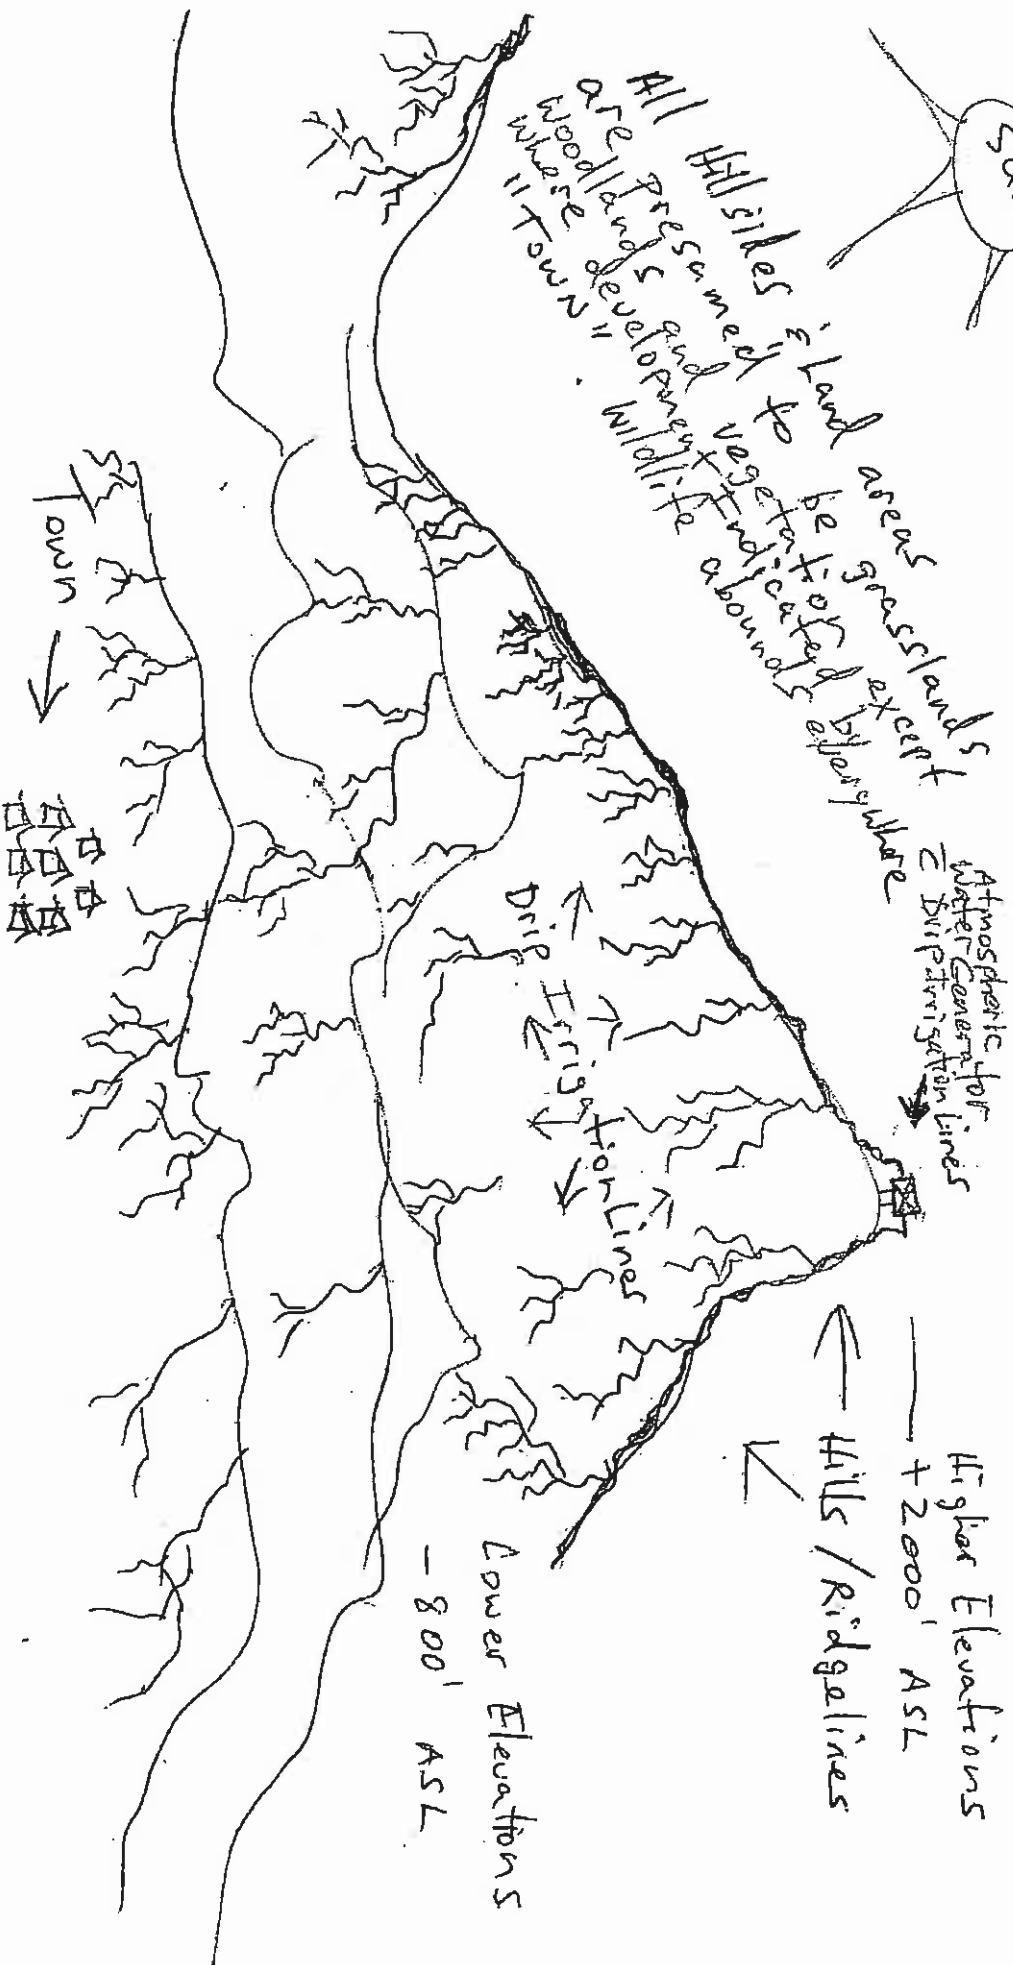 All Hillsides & Land areas
are presumed to be grasslands
woodlands and vegetation except
where development indicated by
"TOWN" wildlife abounds everywhere
Atmospheric
Water Generator
c̄ Drip Irrigation Lines
Higher Elevations
+2000' ASL
Hills/Ridgelines
Drip Irrigation Lines
Lower Elevations
- 800' ASL
Town